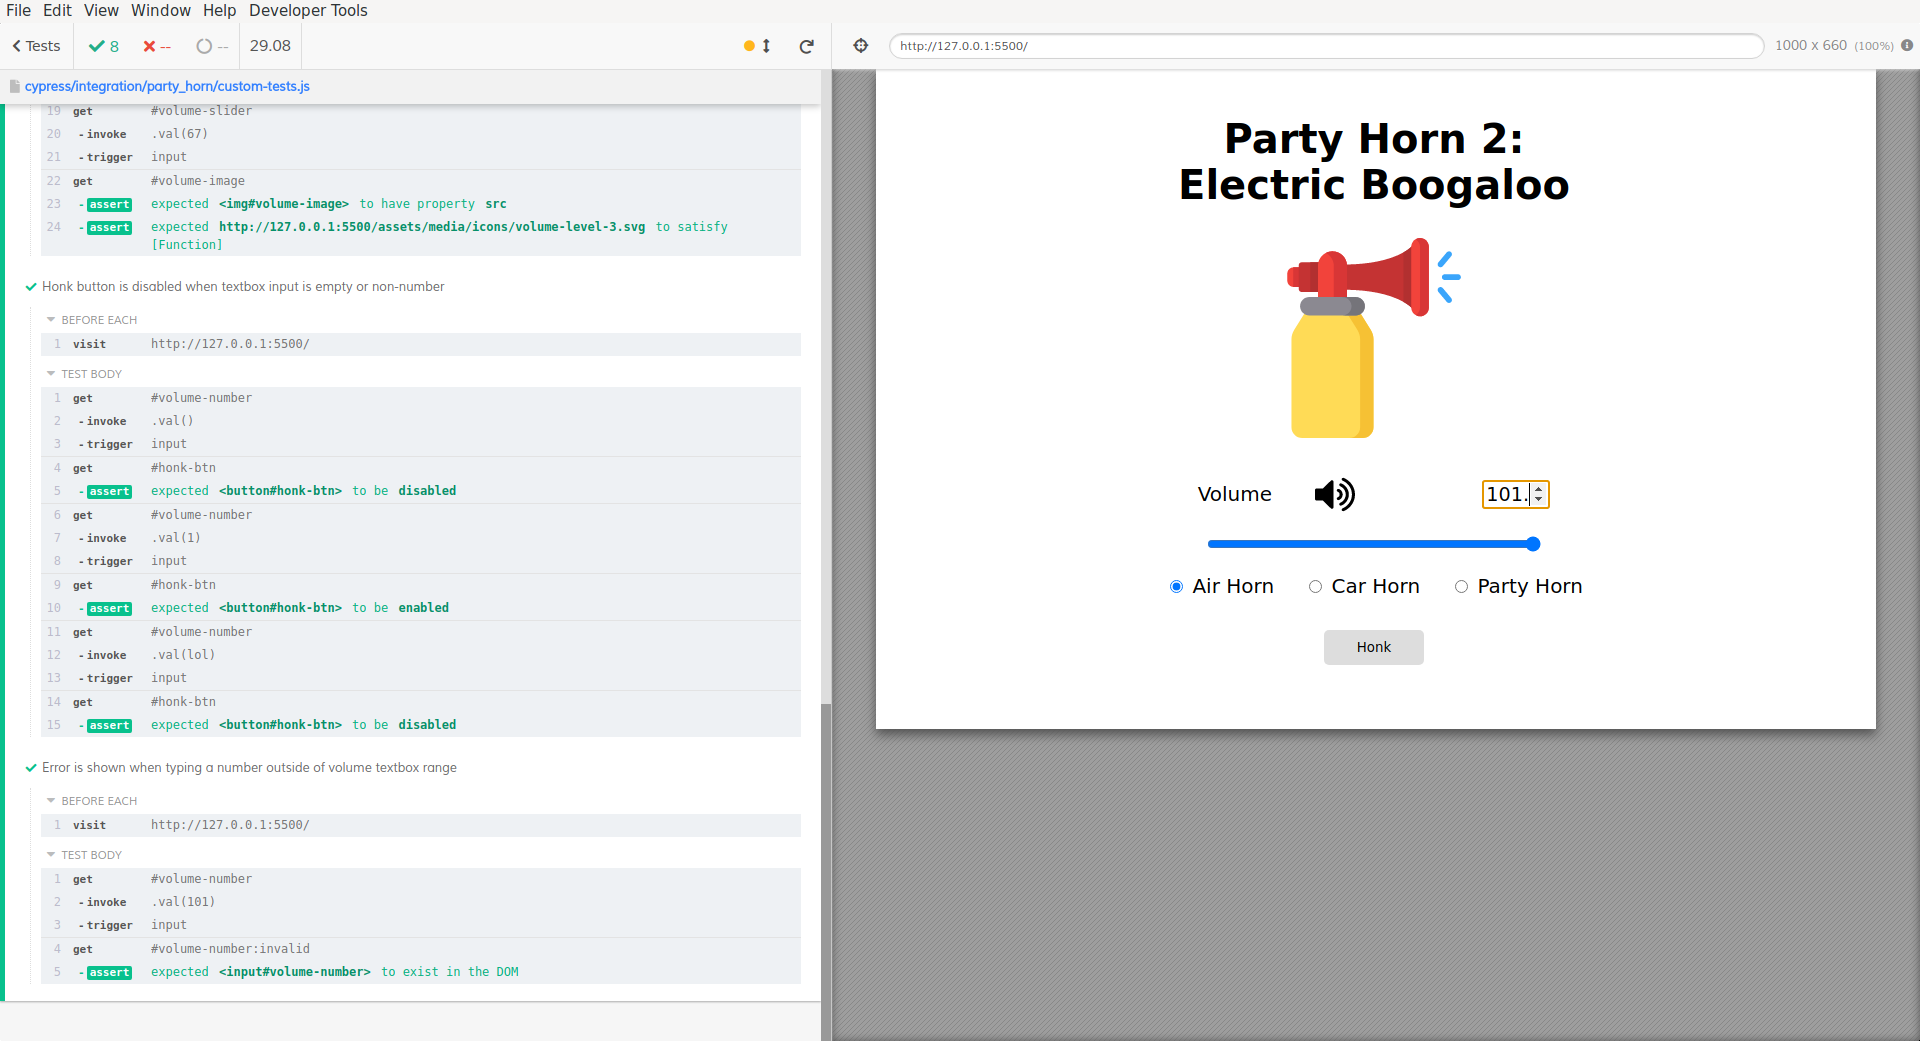 File Edit View Window Help Developer Tools
Tests 8 -- -- 29.08
http://127.0.0.1:5500/ 1000 x 660 (100%)
cypress/integration/party_horn/custom-tests.js
19 get #volume-slider
20 - invoke .val(67)
21 - trigger input
22 get #volume-image
23 - assert expected <img#volume-image> to have property src
24 - assert expected http://127.0.0.1:5500/assets/media/icons/volume-level-3.svg to satisfy
[Function]
Honk button is disabled when textbox input is empty or non-number
BEFORE EACH
1 visit http://127.0.0.1:5500/
TEST BODY
1 get #volume-number
2 - invoke .val()
3 - trigger input
4 get #honk-btn
5 - assert expected <button#honk-btn> to be disabled
6 get #volume-number
7 - invoke .val(1)
8 - trigger input
9 get #honk-btn
10 - assert expected <button#honk-btn> to be enabled
11 get #volume-number
12 - invoke .val(lol)
13 - trigger input
14 get #honk-btn
15 - assert expected <button#honk-btn> to be disabled
Error is shown when typing a number outside of volume textbox range
BEFORE EACH
1 visit http://127.0.0.1:5500/
TEST BODY
1 get #volume-number
2 - invoke .val(101)
3 - trigger input
4 get #volume-number:invalid
5 - assert expected <input#volume-number> to exist in the DOM
Party Horn 2:
Electric Boogaloo
Volume 101.
Air Horn Car Horn Party Horn
Honk